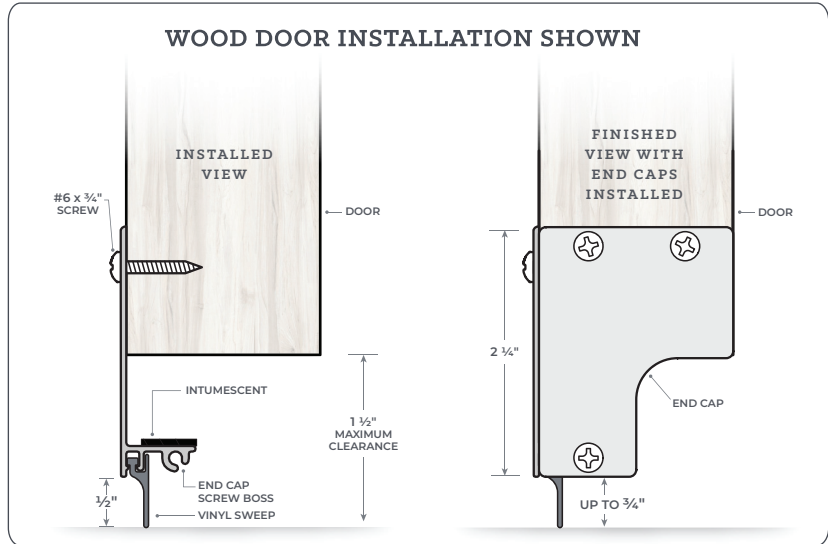 WOOD DOOR INSTALLATION SHOWN
INSTALLED
VIEW
#6 x ¾"
SCREW
DOOR
INTUMESCENT
1 ½"
MAXIMUM
CLEARANCE
END CAP
SCREW BOSS
½"
VINYL SWEEP
FINISHED
VIEW WITH
END CAPS
INSTALLED
DOOR
2 ¼"
END CAP
UP TO ¾"